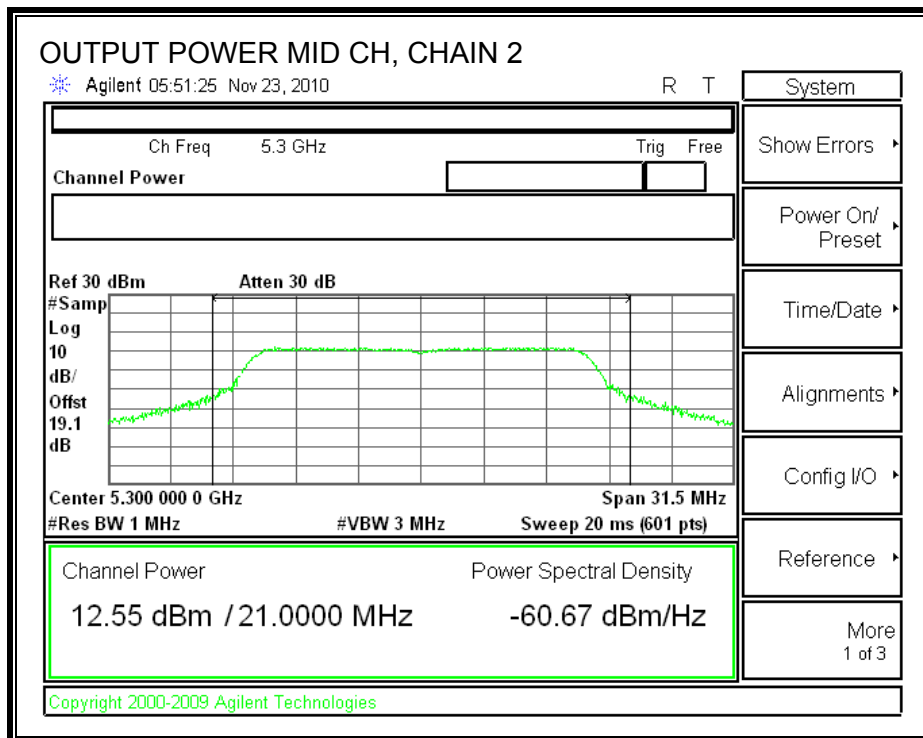 OUTPUT POWER MID CH, CHAIN 2
Agilent 05:51:25 Nov 23, 2010 R T
System
Ch Freq 5.3 GHz Trig Free
Channel Power
Show Errors
Power On/
Preset
Ref 30 dBm Atten 30 dB
#Samp
Log
10
dB/
Offst
19.1
dB
Time/Date
Alignments
Config I/O
Center 5.300 000 0 GHz Span 31.5 MHz
#Res BW 1 MHz #VBW 3 MHz Sweep 20 ms (601 pts)
Channel Power Power Spectral Density
12.55 dBm / 21.0000 MHz -60.67 dBm/Hz
Reference
More
1 of 3
Copyright 2000-2009 Agilent Technologies